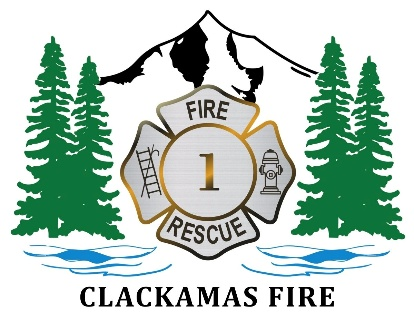 FIRE
1
RESCUE
CLACKAMAS FIRE